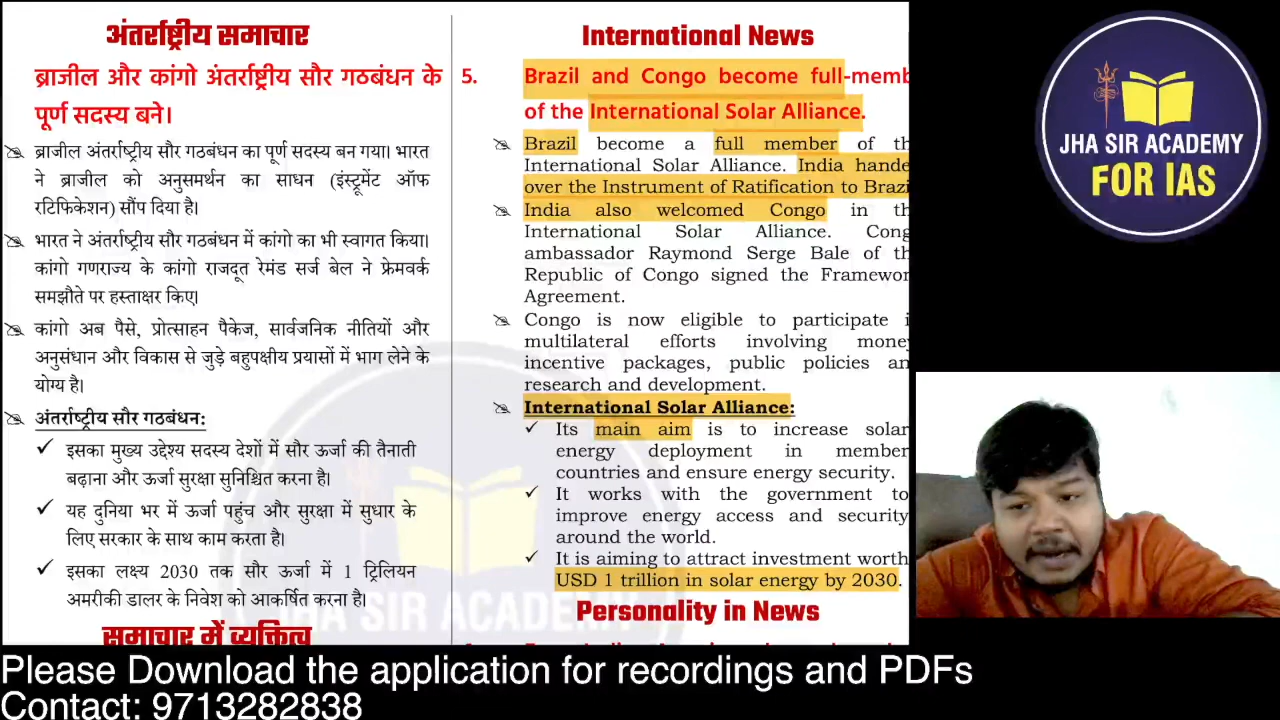 अंतर्राष्ट्रीय समाचार
ब्राजील और कांगो अंतर्राष्ट्रीय सौर गठबंधन के
पूर्ण सदस्य बने।
ब्राजील अंतर्राष्ट्रीय सौर गठबंधन का पूर्ण सदस्य बन गया। भारत
ने ब्राजील को अनुसमर्थन का साधन (इंस्ट्रूमेंट ऑफ
रटिफिकेशन) सौंप दिया है।
भारत ने अंतर्राष्ट्रीय सौर गठबंधन में कांगो का भी स्वागत किया।
कांगो गणराज्य के कांगो राजदूत रेमंड सर्ज बेल ने फ्रेमवर्क
समझौते पर हस्ताक्षर किए।
कांगो अब पैसे, प्रोत्साहन पैकेज, सार्वजनिक नीतियों और
अनुसंधान और विकास से जुड़े बहुपक्षीय प्रयासों में भाग लेने के
योग्य है।
अंतर्राष्ट्रीय सौर गठबंधन:
✓ इसका मुख्य उद्देश्य सदस्य देशों में सौर ऊर्जा की तैनाती
बढ़ाना और ऊर्जा सुरक्षा सुनिश्चित करना है।
✓ यह दुनिया भर में ऊर्जा पहुंच और सुरक्षा में सुधार के
लिए सरकार के साथ काम करता है।
✓ इसका लक्ष्य 2030 तक सौर ऊर्जा में 1 ट्रिलियन
अमरीकी डालर के निवेश को आकर्षित करना है।
समाचार में व्यक्तित्व
International News
5. Brazil and Congo become full-memb
of the International Solar Alliance.
Brazil become a full member of th
International Solar Alliance. India hande
over the Instrument of Ratification to Brazi
India also welcomed Congo in th
International Solar Alliance. Cong
ambassador Raymond Serge Bale of th
Republic of Congo signed the Framewor
Agreement.
Congo is now eligible to participate i
multilateral efforts involving mone
incentive packages, public policies an
research and development.
International Solar Alliance:
✓ Its main aim is to increase solar
energy deployment in member
countries and ensure energy security.
✓ It works with the government to
improve energy access and security
around the world.
✓ It is aiming to attract investment worth
USD 1 trillion in solar energy by 2030.
Personality in News
JHA SIR ACADEMY
JHA SIR ACADEMY
FOR IAS
Please Download the application for recordings and PDFs
Contact: 9713282838